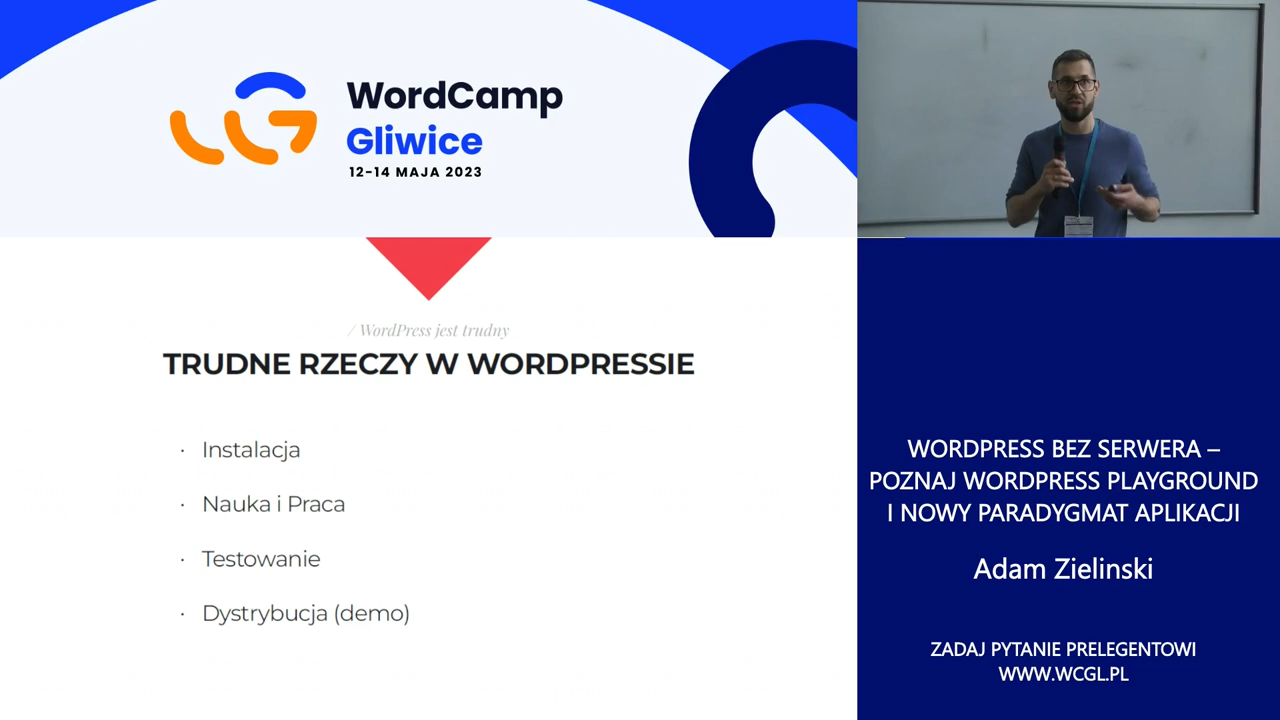 WordCamp
Gliwice
12-14 MAJA 2023
/ WordPress jest trudny
TRUDNE RZECZY W WORDPRESSIE
· Instalacja
· Nauka i Praca
· Testowanie
· Dystrybucja (demo)
WORDPRESS BEZ SERWERA –
POZNAJ WORDPRESS PLAYGROUND
I NOWY PARADYGMAT APLIKACJI
Adam Zielinski
ZADAJ PYTANIE PRELEGENTOWI
WWW.WCGL.PL